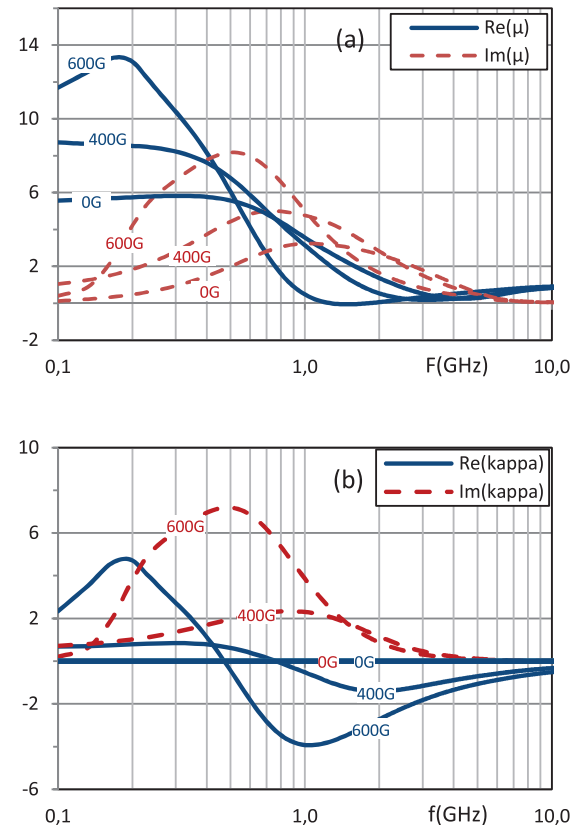 14
10
6
2
-2
(a)
Re(μ)
Im(μ)
600G
400G
0G
600G
400G
0G
0,1
1,0
F(GHz)
10,0
10
6
2
-2
-6
(b)
Re(kappa)
Im(kappa)
600G
400G
0G 0G
400G
600G
0,1
1,0
f(GHz)
10,0